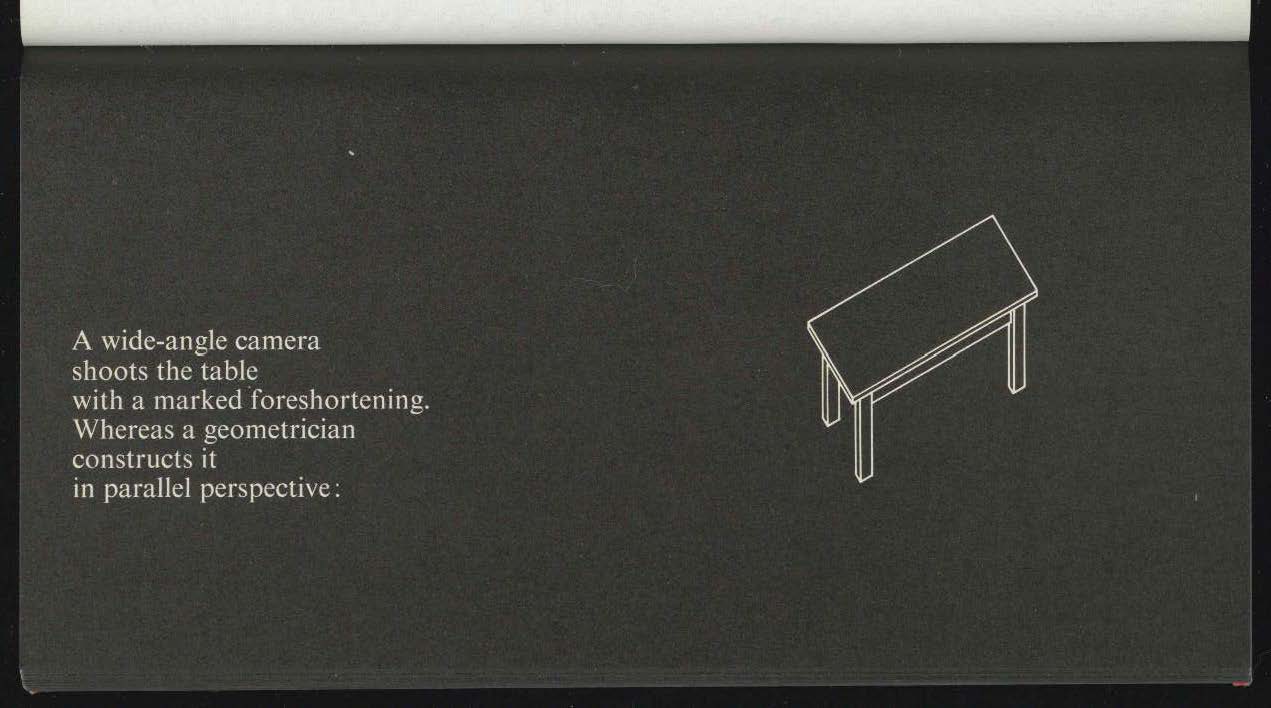 A wide-angle camera
shoots the table
with a marked foreshortening.
Whereas a geometrician
constructs it
in parallel perspective: